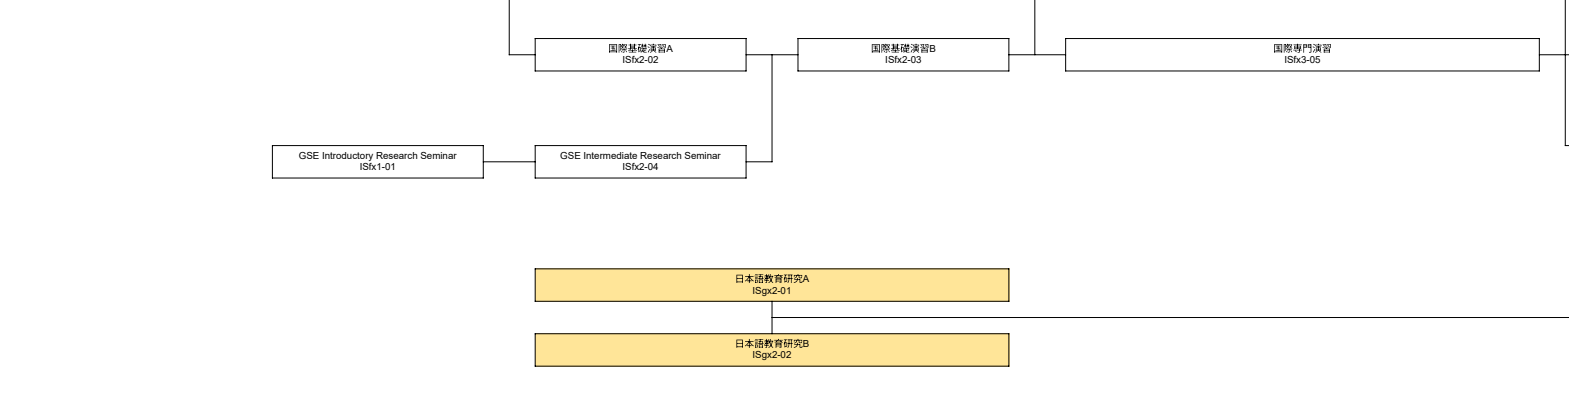 国際基礎演習A
ISfx2-02
国際基礎演習B
ISfx2-03
国際専門演習
ISfx3-05
GSE Introductory Research Seminar
ISfx1-01
GSE Intermediate Research Seminar
ISfx2-04
日本語教育研究A
ISgx2-01
日本語教育研究B
ISgx2-02